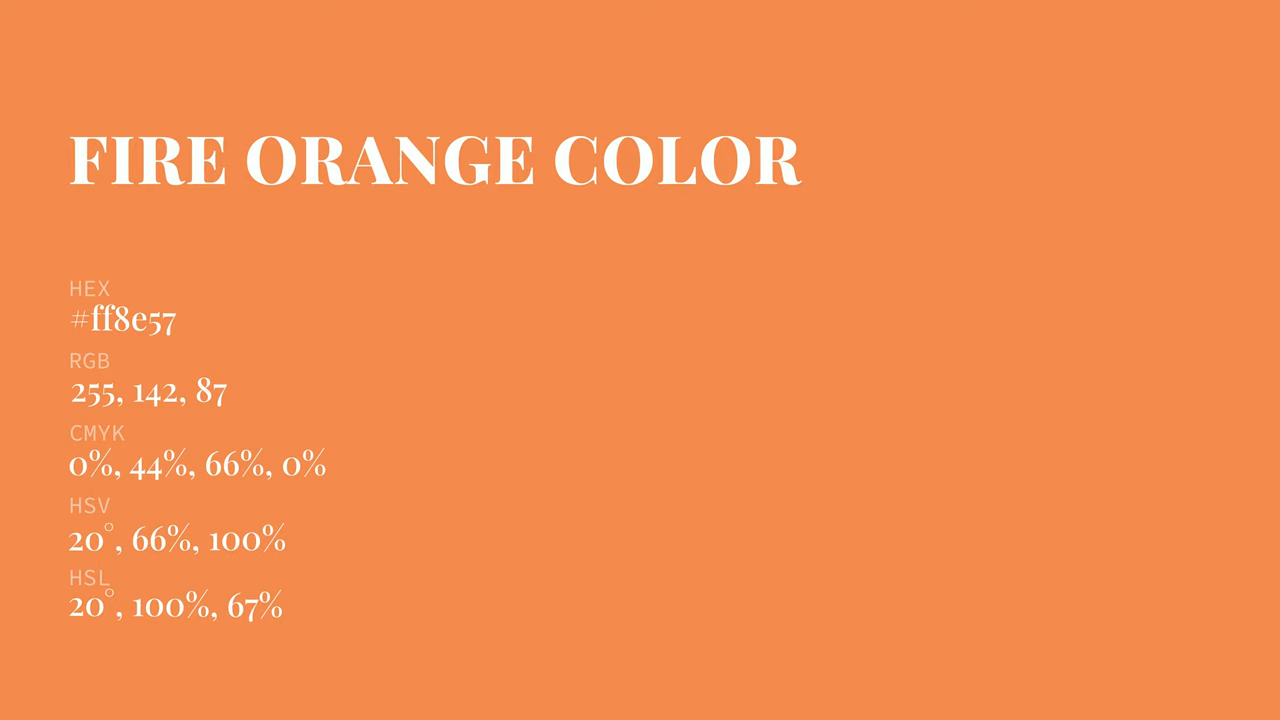 FIRE ORANGE COLOR
HEX
#ff8e57
RGB
255, 142, 87
CMYK
0%, 44%, 66%, 0%
HSV
20°, 66%, 100%
HSL
20°, 100%, 67%